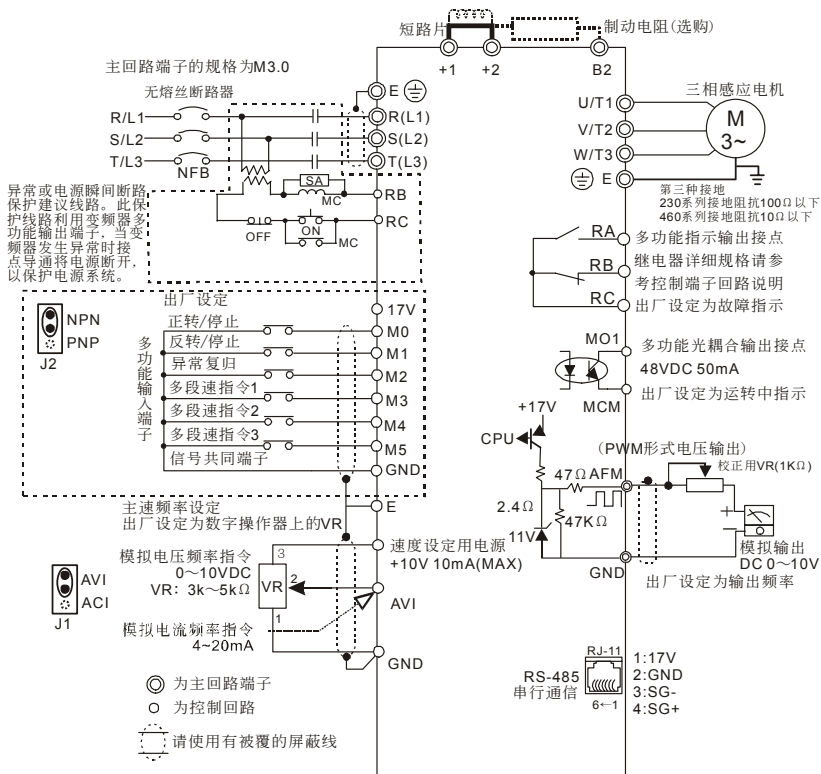 短路片
制动电阻(选购)
+1
+2
B2
主回路端子的规格为M3.0
无熔丝断路器
E
R/L1
R(L1)
S/L2
S(L2)
T/L3
NFB
T(L3)
SA
MC
RB
RC
OFF
ON
MC
异常或电源瞬间断路
保护建议线路。此保
护线路利用变频器多
功能输出端子，当变
频器发生异常时接
点导通将电源断开，
以保护电源系统。
U/T1
V/T2
W/T3
E
三相感应电机
M
3~
第三种接地
230系列接地阻抗100Ω以下
460系列接地阻抗10Ω以下
RA
多功能指示输出接点
RB
继电器详细规格请参
考控制端子回路说明
RC
出厂设定为故障指示
出厂设定
17V
NPN
PNP
J2
多功能输入端子
正转/停止
M0
反转/停止
M1
异常复归
M2
多段速指令1
M3
多段速指令2
M4
多段速指令3
M5
信号共同端子
GND
MO1
多功能光耦合输出接点
48VDC 50mA
MCM
出厂设定为运转中指示
+17V
CPU
(PWM形式电压输出)
校正用VR(1KΩ)
47Ω
AFM
2.4Ω
47KΩ
11V
GND
+
−
模拟输出
DC 0～10V
出厂设定为输出频率
主速频率设定
出厂设定为数字操作器上的VR
E
3
速度设定用电源
+10V 10mA(MAX)
模拟电压频率指令
0～10VDC
VR：3k～5kΩ
VR
2
AVI
1
模拟电流频率指令
4~20mA
GND
AVI
ACI
J1
RJ-11
RS-485
串行通信
6←1
1:17V
2:GND
3:SG-
4:SG+
为主回路端子
为控制回路
请使用有被覆的屏蔽线